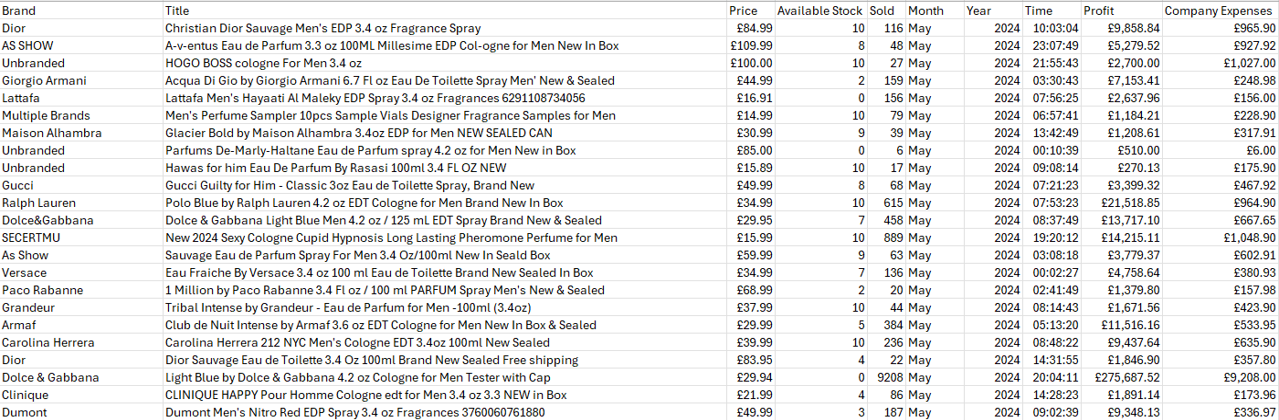 Brand Title Price Available Stock Sold Month Year Time Profit Company Expenses
Dior Christian Dior Sauvage Men's EDP 3.4 oz Fragrance Spray £84.99 10 116 May 2024 10:03:04 £9,858.84 £965.90
AS SHOW A-v-entus Eau de Parfum 3.3 oz 100ML Millesime EDP Col-ogne for Men New In Box £109.99 8 48 May 2024 23:07:49 £5,279.52 £927.92
Unbranded HOGO BOSS cologne For Men 3.4 oz £100.00 10 27 May 2024 21:55:43 £2,700.00 £1,027.00
Giorgio Armani Acqua Di Gio by Giorgio Armani 6.7 Fl oz Eau De Toilette Spray Men' New & Sealed £44.99 2 159 May 2024 03:30:43 £7,153.41 £248.98
Lattafa Lattafa Men's Hayaati Al Maleky EDP Spray 3.4 oz Fragrances 6291108734056 £16.91 0 156 May 2024 07:56:25 £2,637.96 £156.00
Multiple Brands Men's Perfume Sampler 10pcs Sample Vials Designer Fragrance Samples for Men £14.99 10 79 May 2024 06:57:41 £1,184.21 £228.90
Maison Alhambra Glacier Bold by Maison Alhambra 3.4oz EDP for Men NEW SEALED CAN £30.99 9 39 May 2024 13:42:49 £1,208.61 £317.91
Unbranded Parfums De-Marly-Haltane Eau de Parfum spray 4.2 oz for Men New in Box £85.00 0 6 May 2024 00:10:39 £510.00 £6.00
Unbranded Hawas for him Eau De Parfum By Rasasi 100ml 3.4 FL OZ NEW £15.89 10 17 May 2024 09:08:14 £270.13 £175.90
Gucci Gucci Guilty for Him - Classic 3oz Eau de Toilette Spray, Brand New £49.99 8 68 May 2024 07:21:23 £3,399.32 £467.92
Ralph Lauren Polo Blue by Ralph Lauren 4.2 oz EDT Cologne for Men Brand New In Box £34.99 10 615 May 2024 07:53:23 £21,518.85 £964.90
Dolce&Gabbana Dolce & Gabbana Light Blue Men 4.2 oz / 125 mL EDT Spray Brand New & Sealed £29.95 7 458 May 2024 08:37:49 £13,717.10 £667.65
SECERTMU New 2024 Sexy Cologne Cupid Hypnosis Long Lasting Pheromone Perfume for Men £15.99 10 889 May 2024 19:20:12 £14,215.11 £1,048.90
As Show Sauvage Eau de Parfum Spray For Men 3.4 Oz/100ml New In Seald Box £59.99 9 63 May 2024 03:08:18 £3,779.37 £602.91
Versace Eau Fraiche By Versace 3.4 oz 100 ml Eau de Toilette Brand New Sealed In Box £34.99 7 136 May 2024 00:02:27 £4,758.64 £380.93
Paco Rabanne 1 Million by Paco Rabanne 3.4 Fl oz / 100 ml PARFUM Spray Men's New & Sealed £68.99 2 20 May 2024 02:41:49 £1,379.80 £157.98
Grandeur Tribal Intense by Grandeur - Eau de Parfum for Men -100ml (3.4oz) £37.99 10 44 May 2024 08:14:43 £1,671.56 £423.90
Armaf Club de Nuit Intense by Armaf 3.6 oz EDT Cologne for Men New In Box & Sealed £29.99 5 384 May 2024 05:13:20 £11,516.16 £533.95
Carolina Herrera Carolina Herrera 212 NYC Men's Cologne EDT 3.4oz 100ml New Sealed £39.99 10 236 May 2024 08:48:22 £9,437.64 £635.90
Dior Dior Sauvage Eau de Toilette 3.4 Oz 100ml Brand New Sealed Free shipping £83.95 4 22 May 2024 14:31:55 £1,846.90 £357.80
Dolce & Gabbana Light Blue by Dolce & Gabbana 4.2 oz Cologne for Men Tester with Cap £29.94 0 9208 May 2024 20:04:11 £275,687.52 £9,208.00
Clinique CLINIQUE HAPPY Pour Homme Cologne edt for Men 3.4 oz 3.3 NEW in Box £21.99 4 86 May 2024 14:28:23 £1,891.14 £173.96
Dumont Dumont Men's Nitro Red EDP Spray 3.4 oz Fragrances 3760060761880 £49.99 3 187 May 2024 09:02:39 £9,348.13 £336.97